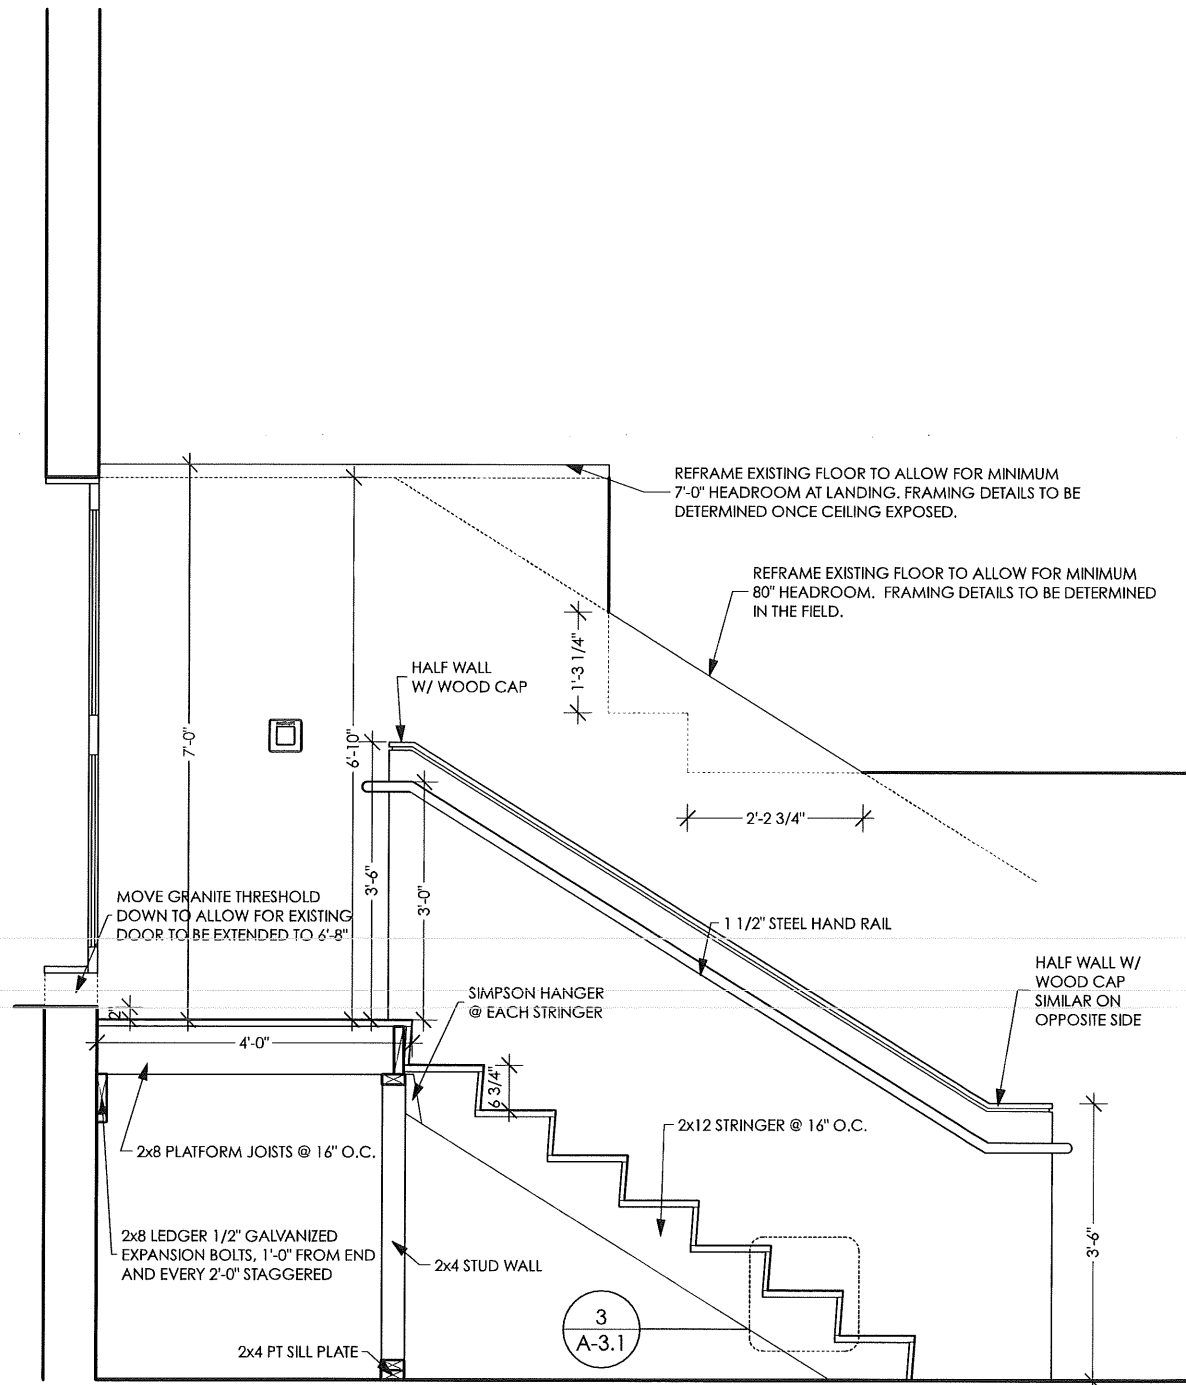 REFRAME EXISTING FLOOR TO ALLOW FOR MINIMUM
7'-0" HEADROOM AT LANDING. FRAMING DETAILS TO BE
DETERMINED ONCE CEILING EXPOSED.
REFRAME EXISTING FLOOR TO ALLOW FOR MINIMUM
80" HEADROOM. FRAMING DETAILS TO BE DETERMINED
IN THE FIELD.
1'-3 1/4"
HALF WALL
W/ WOOD CAP
7'-0"
6'-10"
2'-2 3/4"
3'-6"
3'-0"
MOVE GRANITE THRESHOLD
DOWN TO ALLOW FOR EXISTING
DOOR TO BE EXTENDED TO 6'-8"
1 1/2" STEEL HAND RAIL
HALF WALL W/
WOOD CAP
SIMILAR ON
OPPOSITE SIDE
SIMPSON HANGER
@ EACH STRINGER
2"
4'-0"
6 3/4"
2x12 STRINGER @ 16" O.C.
2x8 PLATFORM JOISTS @ 16" O.C.
2x8 LEDGER 1/2" GALVANIZED
EXPANSION BOLTS, 1'-0" FROM END
AND EVERY 2'-0" STAGGERED
2x4 STUD WALL
3'-6"
3
A-3.1
2x4 PT SILL PLATE